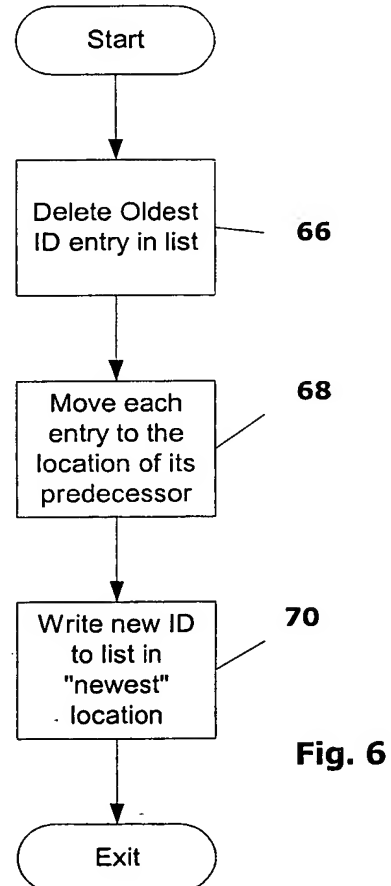 Start
Delete Oldest
ID entry in list
66
Move each
entry to the
location of its
predecessor
68
Write new ID
to list in
"newest"
location
70
Fig. 6
Exit